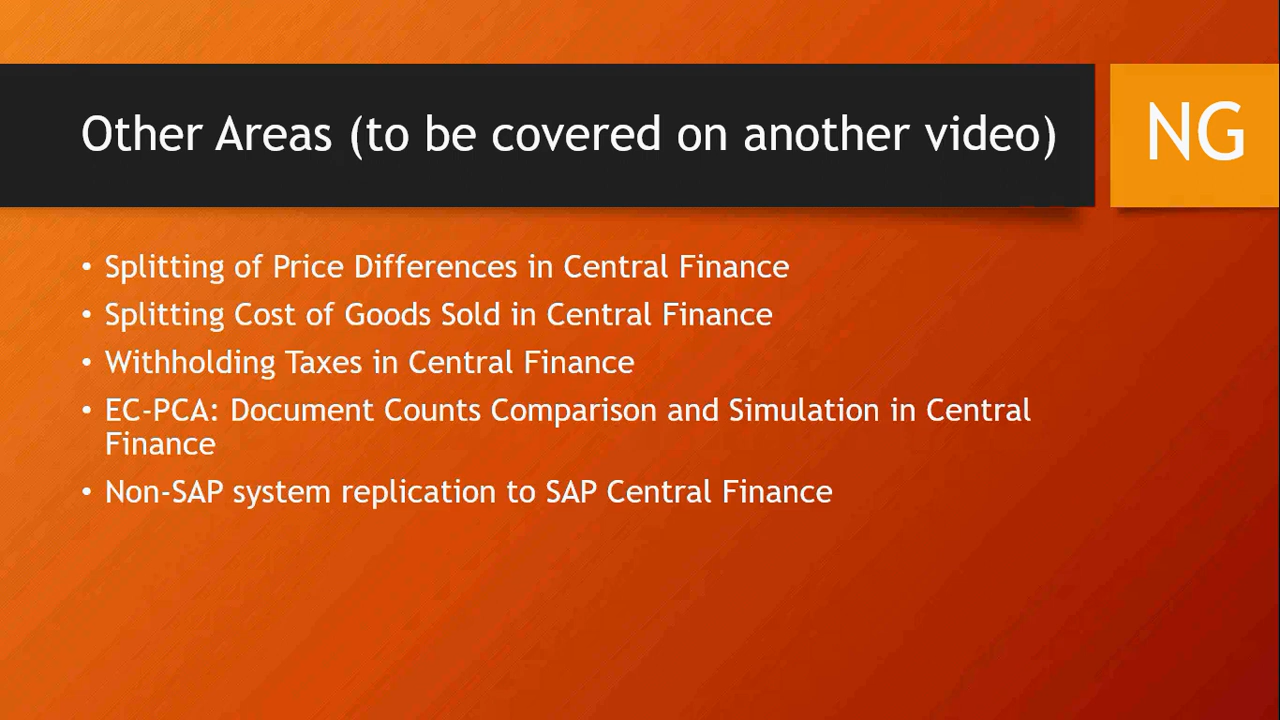 Other Areas (to be covered on another video)
NG
• Splitting of Price Differences in Central Finance
• Splitting Cost of Goods Sold in Central Finance
• Withholding Taxes in Central Finance
• EC-PCA: Document Counts Comparison and Simulation in Central
Finance
• Non-SAP system replication to SAP Central Finance